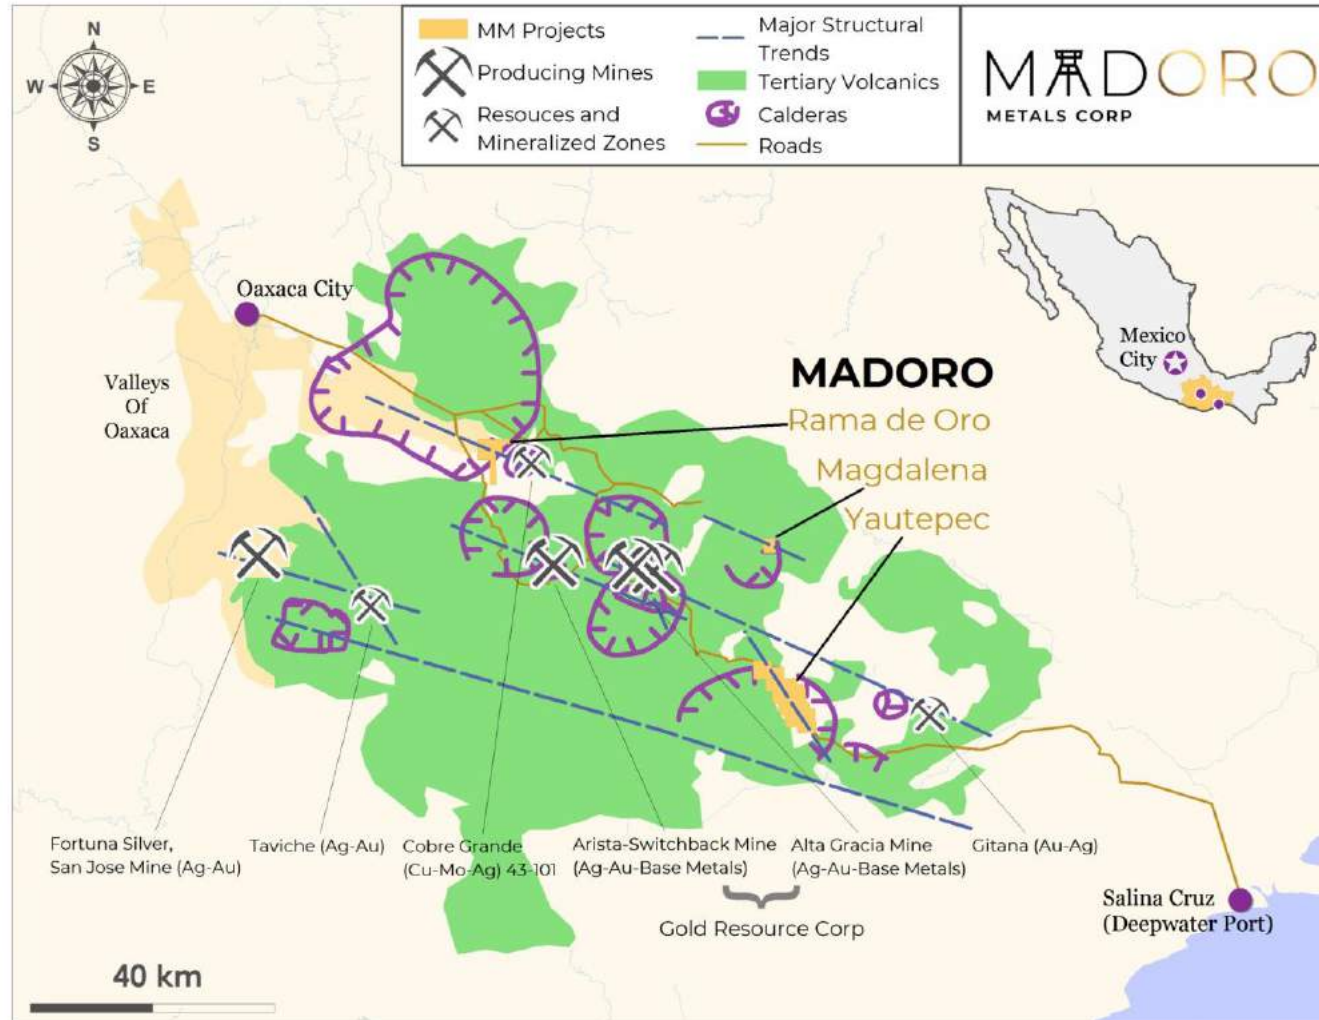 N
W
E
S
MM Projects
Producing Mines
Resouces and
Mineralized Zones
Major Structural
Trends
Tertiary Volcanics
Calderas
Roads
MADORO
METALS CORP
Oaxaca City
Valleys
Of
Oaxaca
Mexico
City
MADORO
Rama de Oro
Magdalena
Yautepec
Fortuna Silver,
San Jose Mine (Ag-Au)
Taviche (Ag-Au)
Cobre Grande
(Cu-Mo-Ag) 43-101
Arista-Switchback Mine
(Ag-Au-Base Metals)
Alta Gracia Mine
(Ag-Au-Base Metals)
Gitana (Au-Ag)
Gold Resource Corp
Salina Cruz
(Deepwater Port)
40 km